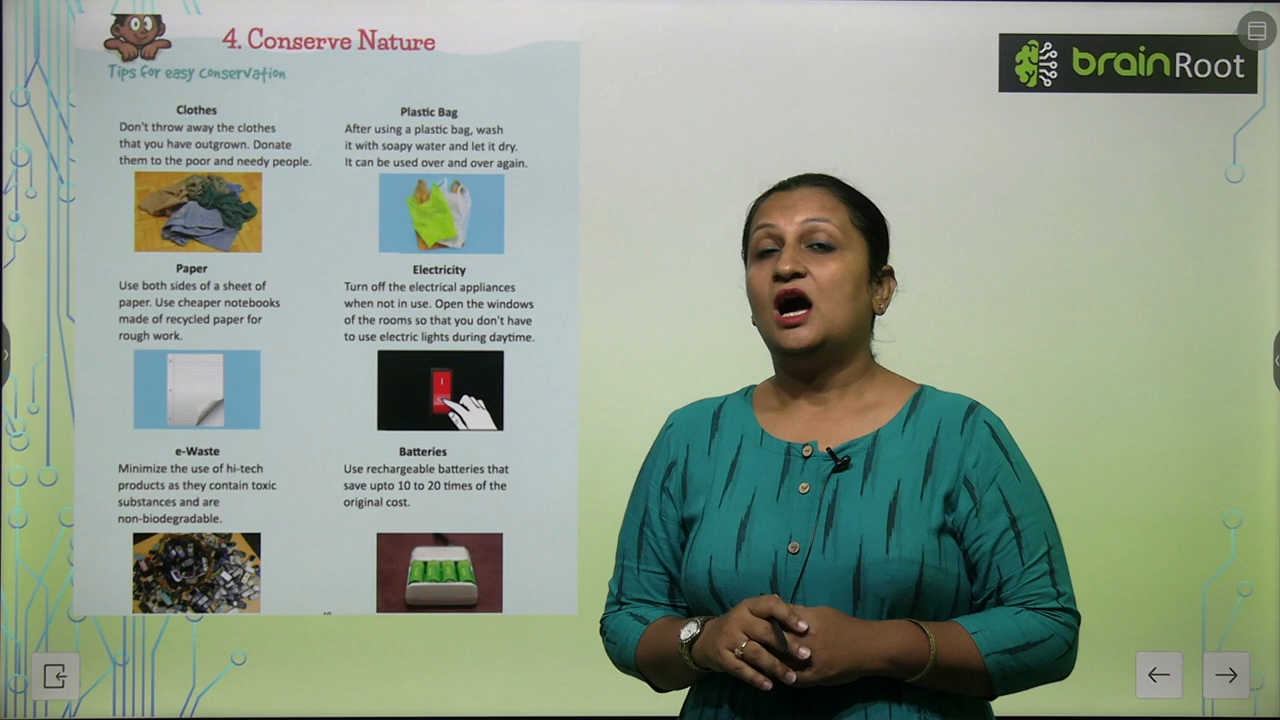 4. Conserve Nature
Tips for easy conservation
Clothes
Don't throw away the clothes
that you have outgrown. Donate
them to the poor and needy people.
Plastic Bag
After using a plastic bag, wash
it with soapy water and let it dry.
It can be used over and over again.
Paper
Use both sides of a sheet of
paper. Use cheaper notebooks
made of recycled paper for
rough work.
Electricity
Turn off the electrical appliances
when not in use. Open the windows
of the rooms so that you don't have
to use electric lights during daytime.
e-Waste
Minimize the use of hi-tech
products as they contain toxic
substances and are
non-biodegradable.
Batteries
Use rechargeable batteries that
save upto 10 to 20 times of the
original cost.
brainRoot